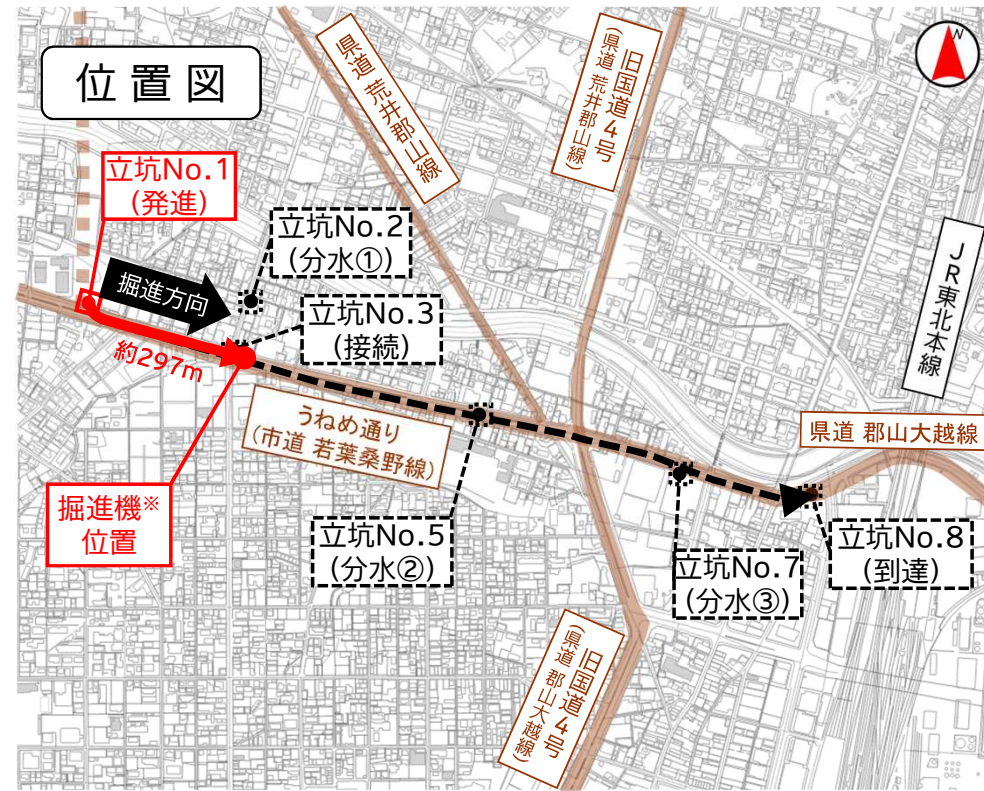 位置図
N
県道 荒井郡山線
旧国道4号
(県道 荒井郡山線)
立坑No.1
(発進)
立坑No.2
(分水①)
掘進方向
立坑No.3
(接続)
約297m
JR東北本線
うねめ通り
(市道 若葉桑野線)
県道 郡山大越線
掘進機※
位置
立坑No.5
(分水②)
立坑No.7
(分水③)
立坑No.8
(到達)
旧国道4号
(県道 郡山大越線)